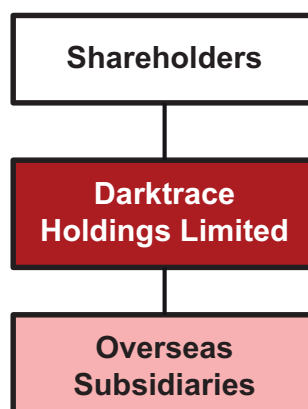 Shareholders
Darktrace
Holdings Limited
Overseas
Subsidiaries